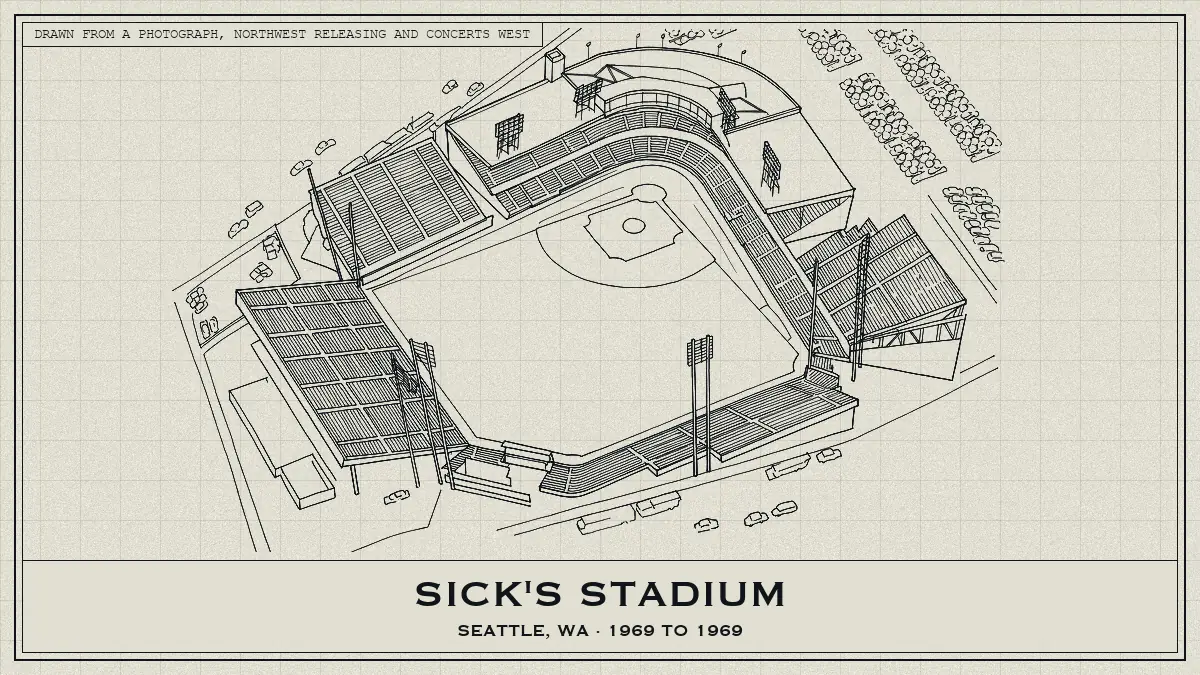 DRAWN FROM A PHOTOGRAPH, NORTHWEST RELEASING AND CONCERTS WEST
SICK'S STADIUM
SEATTLE, WA · 1969 TO 1969